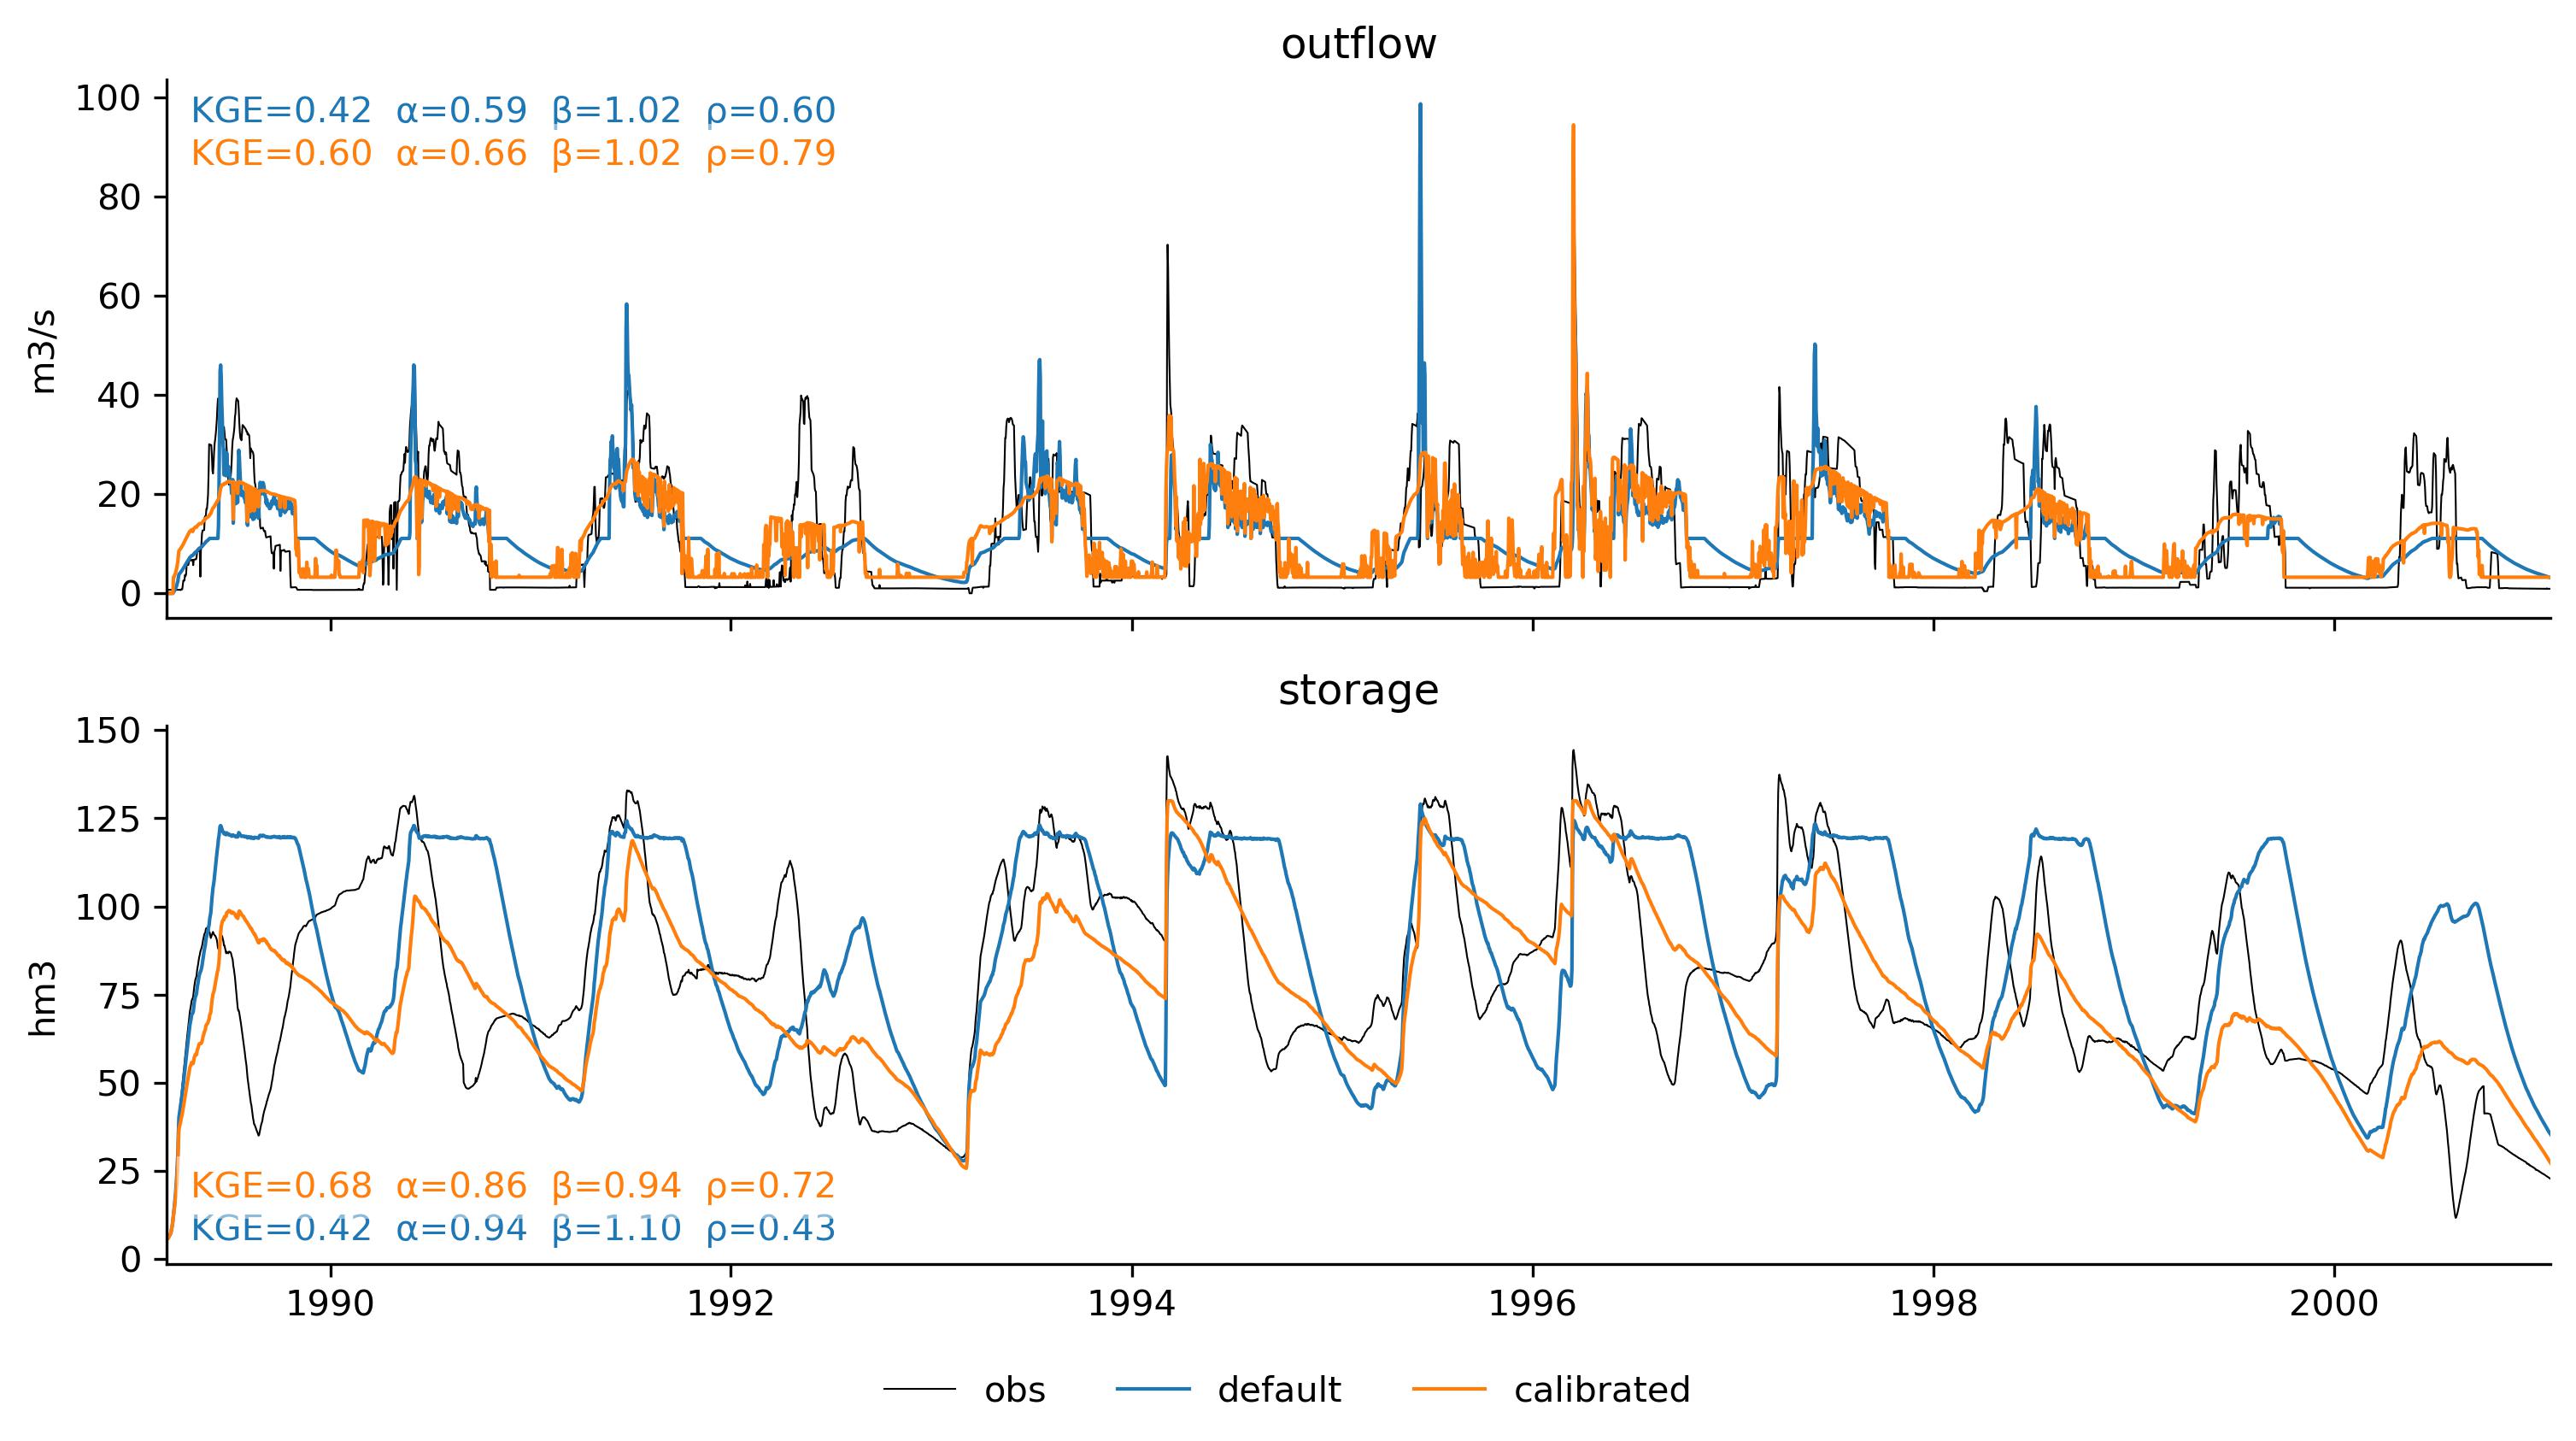 outflow
100
KGE=0.42 α=0.59 β=1.02 ρ=0.60
KGE=0.60 α=0.66 β=1.02 ρ=0.79
80
60
m3/s
40
20
0
storage
150
125
100
75
hm3
50
25
KGE=0.68 α=0.86 β=0.94 ρ=0.72
KGE=0.42 α=0.94 β=1.10 ρ=0.43
0
1990 1992 1994 1996 1998 2000
obs default calibrated